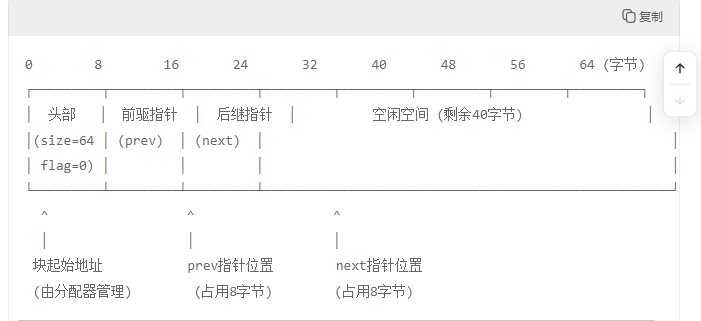 复制
0 8 16 24 32 40 48 56 64 (字节)
头部 前驱指针 后继指针 空闲空间 (剩余40字节)
(size=64 (prev) (next)
flag=0)
^ ^ ^
块起始地址 prev指针位置 next指针位置
(由分配器管理) (占用8字节) (占用8字节)